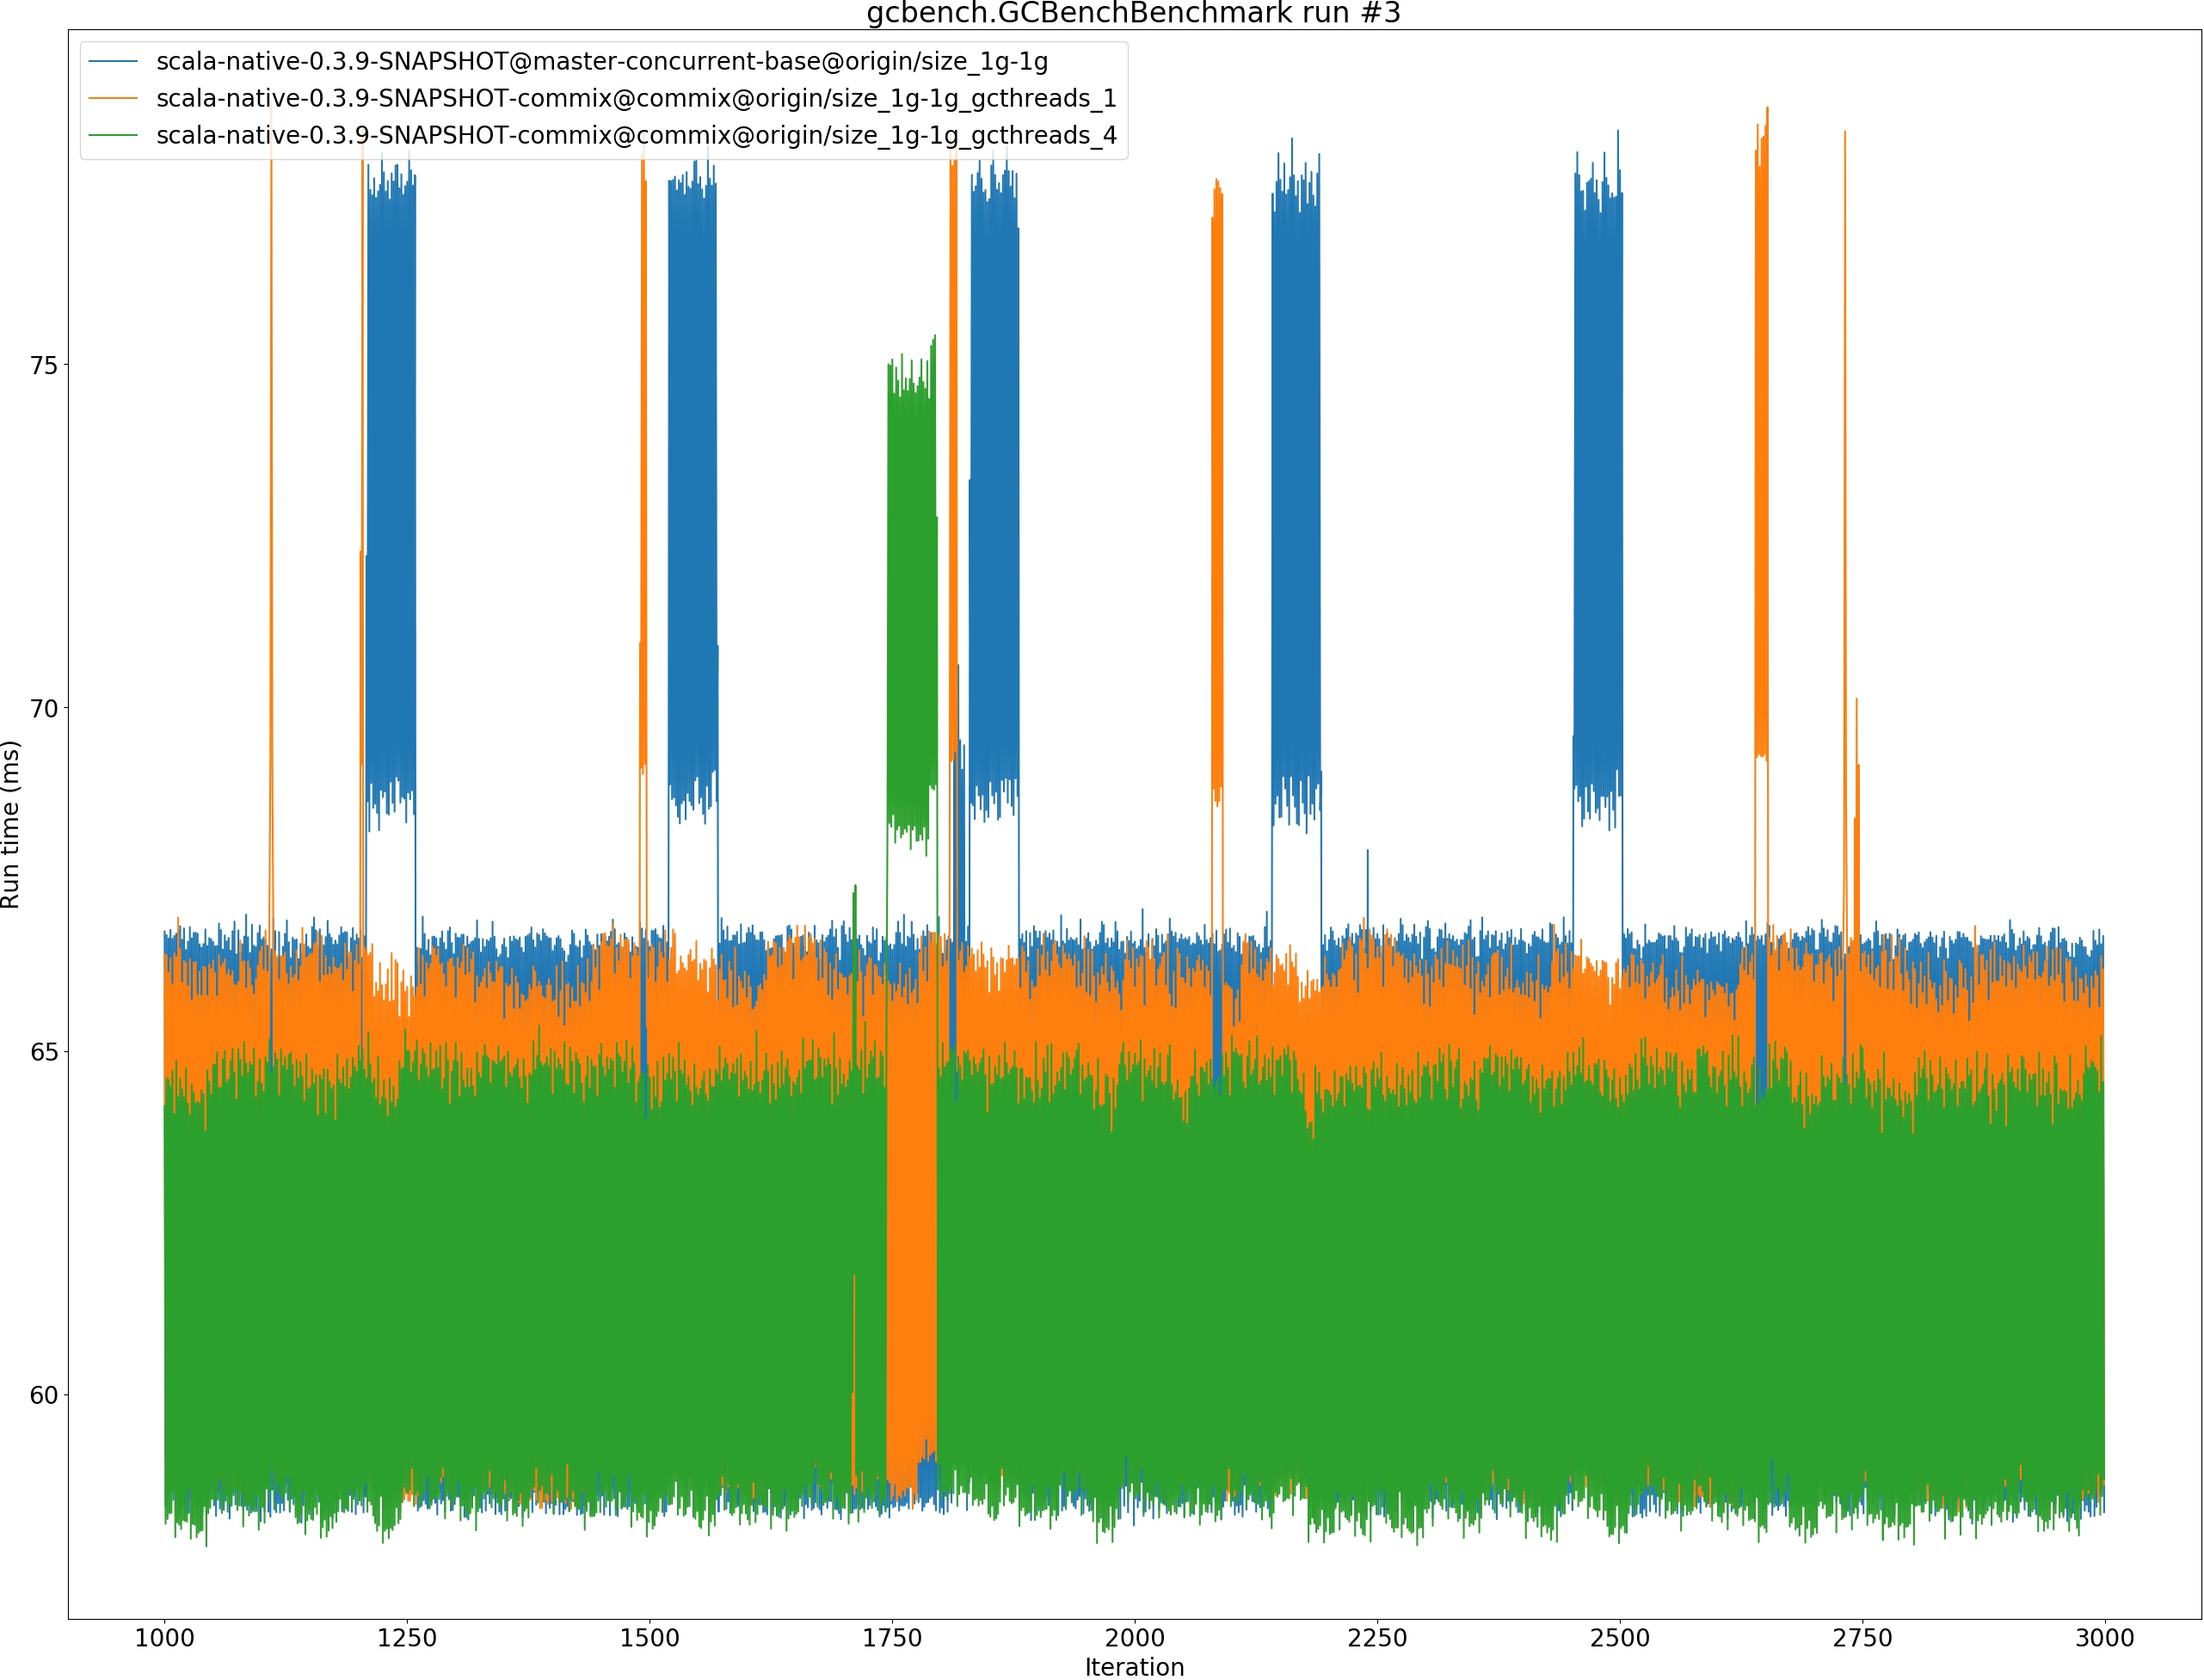 gcbench.GCBenchBenchmark run #3
scala-native-0.3.9-SNAPSHOT@master-concurrent-base@origin/size_1g-1g
scala-native-0.3.9-SNAPSHOT-commix@commix@origin/size_1g-1g_gcthreads_1
scala-native-0.3.9-SNAPSHOT-commix@commix@origin/size_1g-1g_gcthreads_4
75
70
65
60
Run time (ms)
1000 1250 1500 1750 2000 2250 2500 2750 3000
Iteration